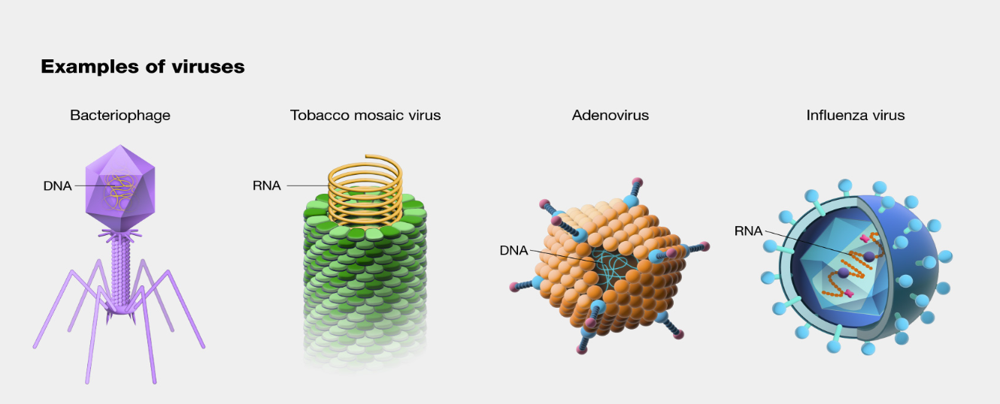 Examples of viruses
Bacteriophage
Tobacco mosaic virus
Adenovirus
Influenza virus
DNA
RNA
DNA
RNA